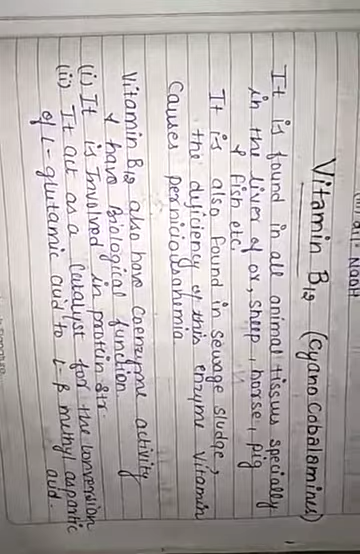 NaOH
Vitamin B12 (Cyano Cobalaminus)
It is found in all animal tissues specially
in the liver of ox, sheep, horse, pig
& fish etc.
It is also found in sewage sludge,
the deficiency of this enzyme vitamin
Causes perniciousanhimia
Vitamin B12 also have Coenzyme activity
& have Biological function
(i) It is Involved in protein str.
(ii) It act as a Catalyst for the conversion
of L-glutamic acid to L-β methyl aspartic
acid.